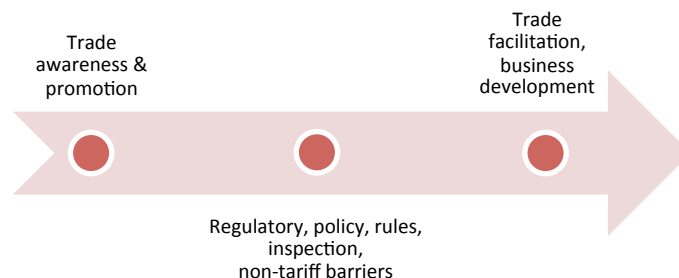 Trade
awareness &
promotion
Regulatory, policy, rules,
inspection,
non-tariff barriers
Trade
facilitation,
business
development